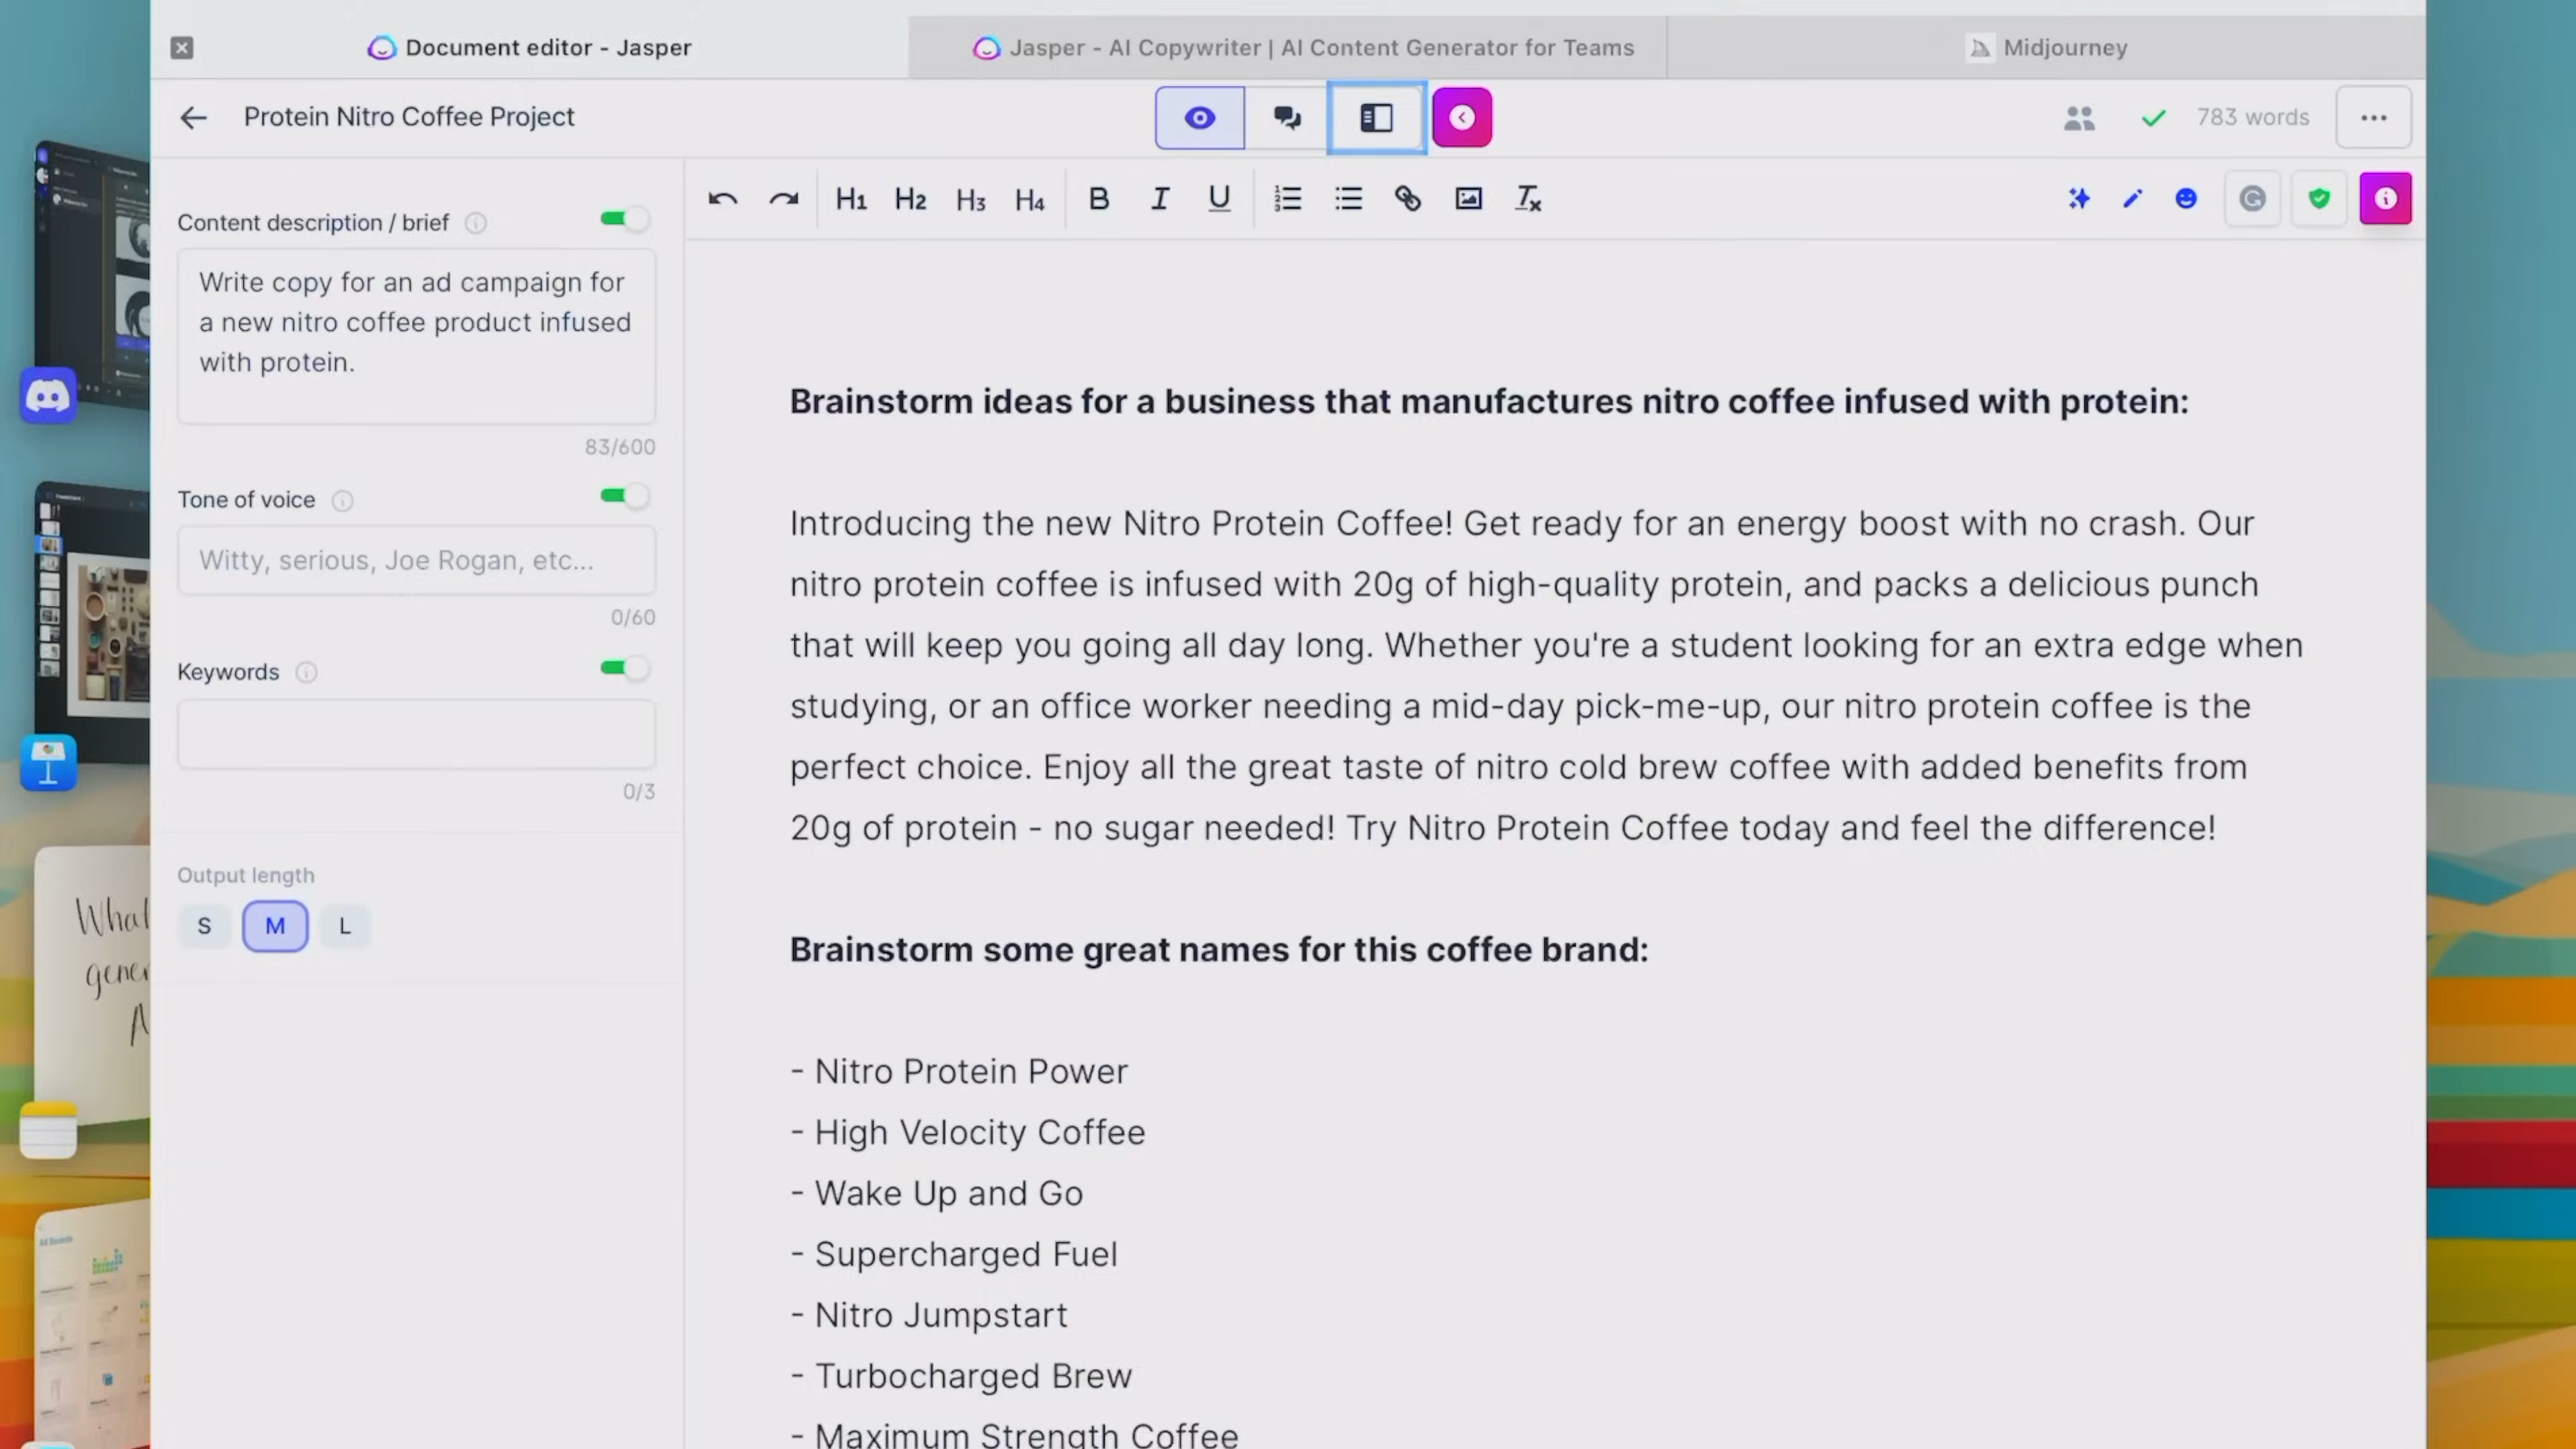 Document editor - Jasper
Jasper - AI Copywriter | AI Content Generator for Teams
Midjourney
Protein Nitro Coffee Project
783 words
Content description / brief
Write copy for an ad campaign for
a new nitro coffee product infused
with protein.
83/600
Tone of voice
Witty, serious, Joe Rogan, etc...
0/60
Keywords
0/3
Output length
S
M
L
H1
H2
H3
H4
B
I
U
Brainstorm ideas for a business that manufactures nitro coffee infused with protein:
Introducing the new Nitro Protein Coffee! Get ready for an energy boost with no crash. Our
nitro protein coffee is infused with 20g of high-quality protein, and packs a delicious punch
that will keep you going all day long. Whether you're a student looking for an extra edge when
studying, or an office worker needing a mid-day pick-me-up, our nitro protein coffee is the
perfect choice. Enjoy all the great taste of nitro cold brew coffee with added benefits from
20g of protein - no sugar needed! Try Nitro Protein Coffee today and feel the difference!
Brainstorm some great names for this coffee brand:
- Nitro Protein Power
- High Velocity Coffee
- Wake Up and Go
- Supercharged Fuel
- Nitro Jumpstart
- Turbocharged Brew
- Maximum Strength Coffee
What
gener
A
All Boards